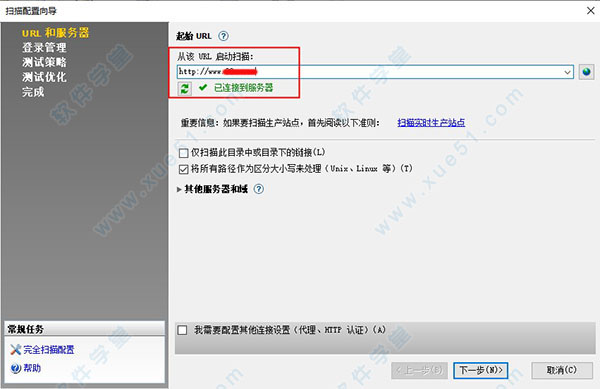 扫描配置向导
URL 和服务器
登录管理
测试策略
测试优化
完成
起始 URL
从该 URL 启动扫描:
http://www.
已连接到服务器
重要信息: 如果要扫描生产站点,首先阅读以下准则: 扫描实时生产站点
仅扫描此目录中或目录下的链接(L)
将所有路径作为区分大小写来处理(Unix、Linux 等)(T)
其他服务器和域
我需要配置其他连接设置(代理、HTTP 认证)(A)
常规任务
完全扫描配置
帮助
<上一步(B)
下一步(N)>
取消(C)
软件学堂
www.xue51.com